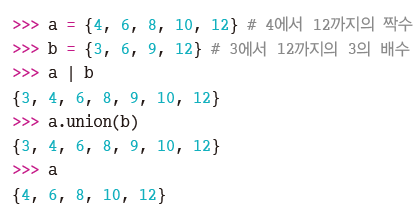 >>> a = {4, 6, 8, 10, 12} # 4에서 12까지의 짝수
>>> b = {3, 6, 9, 12} # 3에서 12까지의 3의 배수
>>> a | b
{3, 4, 6, 8, 9, 10, 12}
>>> a.union(b)
{3, 4, 6, 8, 9, 10, 12}
>>> a
{4, 6, 8, 10, 12}